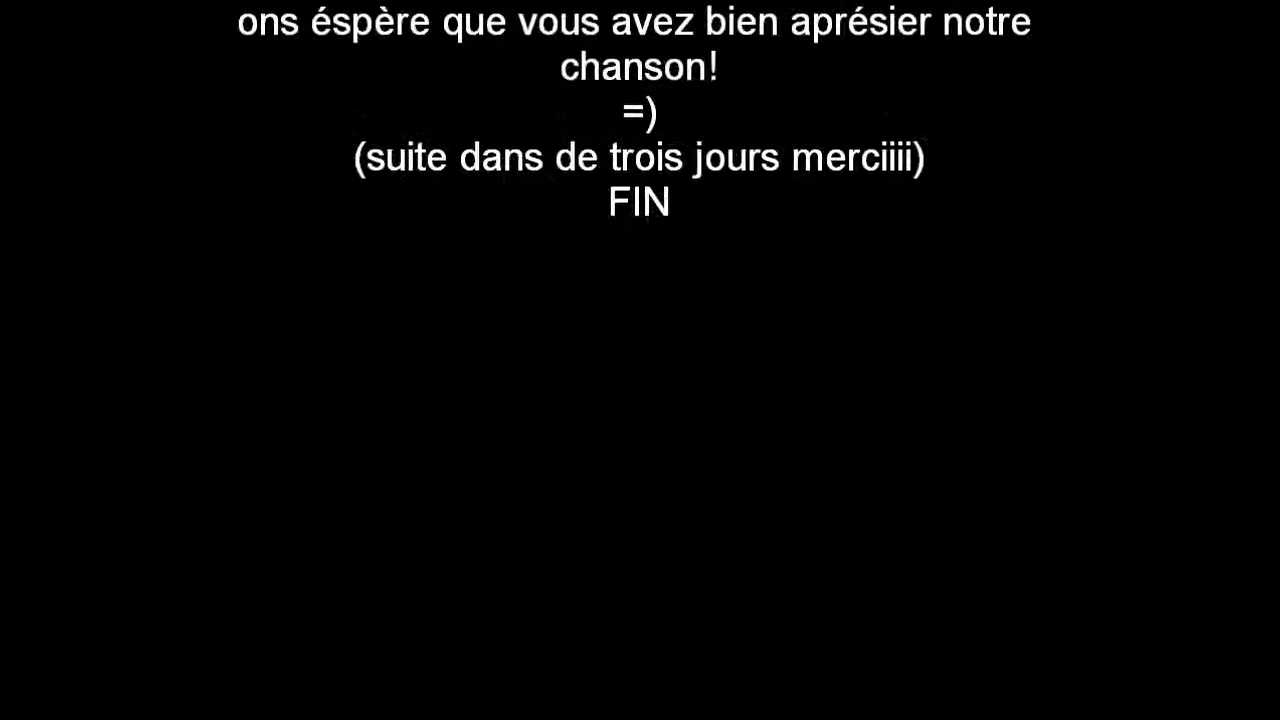 ons éspère que vous avez bien aprésier notre
chanson!
=)
(suite dans de trois jours merciiii)
FIN